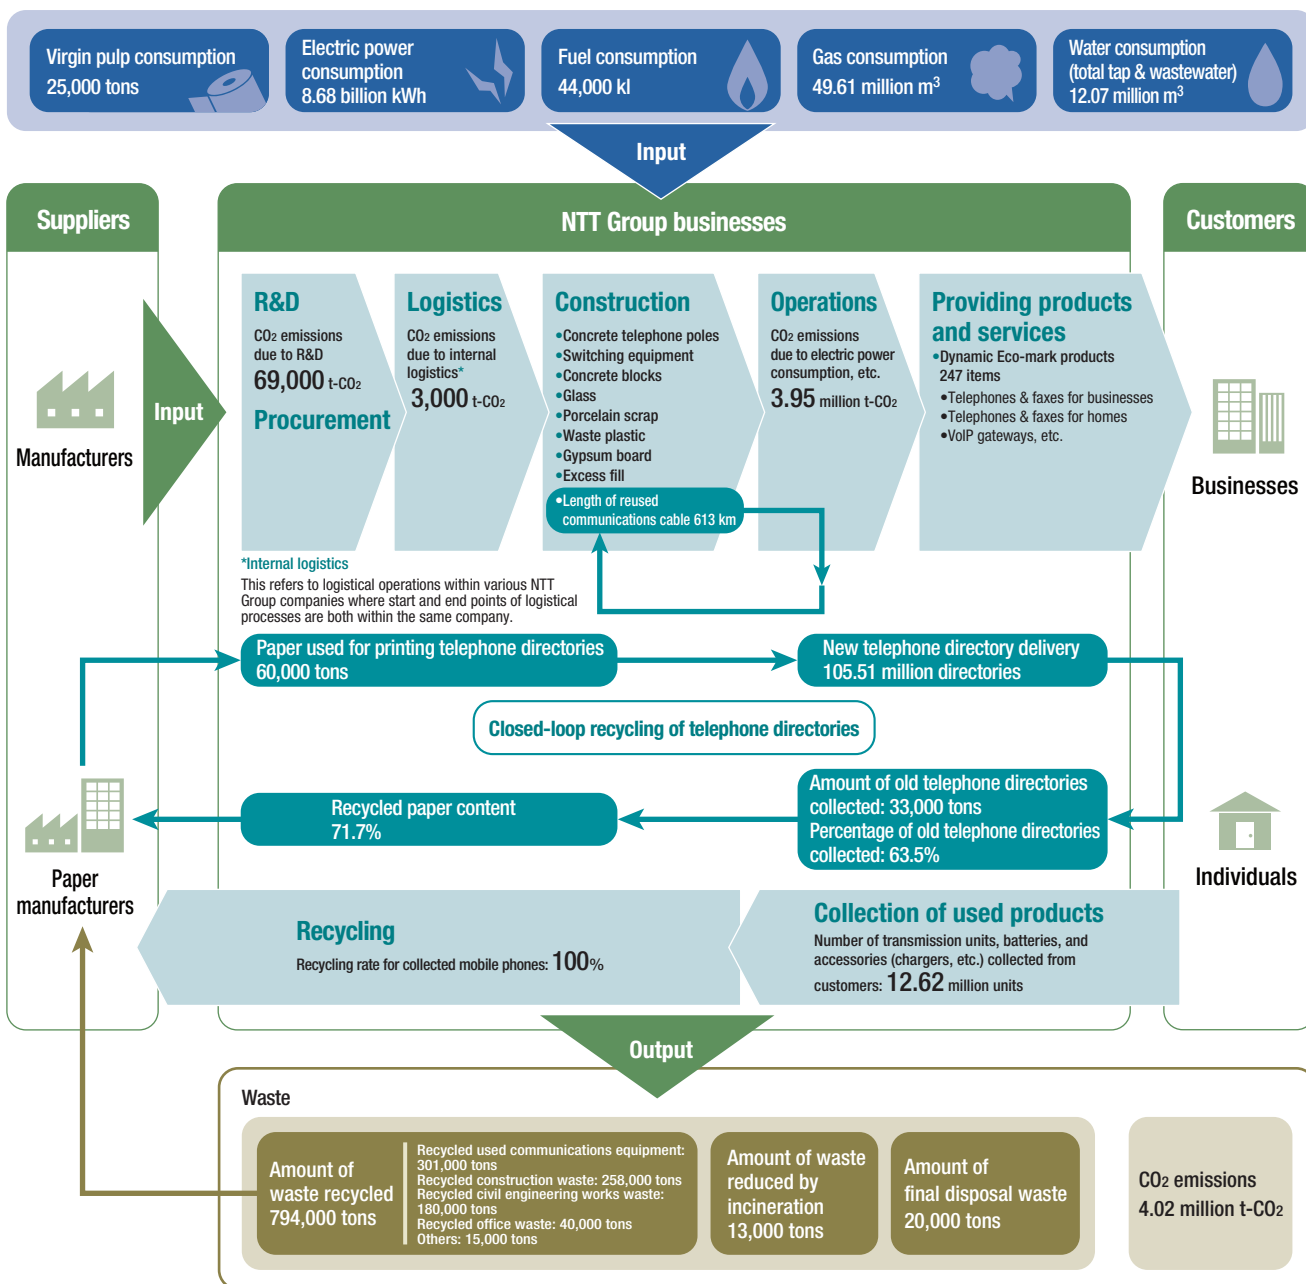 Virgin pulp consumption
25,000 tons
Electric power
consumption
8.68 billion kWh
Fuel consumption
44,000 kl
Gas consumption
49.61 million m3
Water consumption
(total tap & wastewater)
12.07 million m3
Input
Suppliers
NTT Group businesses
Customers
Manufacturers
Input
R&D
CO2 emissions
due to R&D
69,000 t-CO2
Procurement
Logistics
CO2 emissions
due to internal
logistics*
3,000 t-CO2
Construction
•Concrete telephone poles
•Switching equipment
•Concrete blocks
•Glass
•Porcelain scrap
•Waste plastic
•Gypsum board
•Excess fill
•Length of reused
communications cable 613 km
Operations
CO2 emissions
due to electric power
consumption, etc.
3.95 million t-CO2
Providing products
and services
•Dynamic Eco-mark products
247 items
•Telephones & faxes for businesses
•Telephones & faxes for homes
•VoIP gateways, etc.
Businesses
*Internal logistics
This refers to logistical operations within various NTT
Group companies where start and end points of logistical
processes are both within the same company.
Paper used for printing telephone directories
60,000 tons
New telephone directory delivery
105.51 million directories
Closed-loop recycling of telephone directories
Recycled paper content
71.7%
Amount of old telephone directories
collected: 33,000 tons
Percentage of old telephone directories
collected: 63.5%
Paper
manufacturers
Individuals
Recycling
Recycling rate for collected mobile phones: 100%
Collection of used products
Number of transmission units, batteries, and
accessories (chargers, etc.) collected from
customers: 12.62 million units
Output
Waste
Amount of
waste recycled
794,000 tons
Recycled used communications equipment:
301,000 tons
Recycled construction waste: 258,000 tons
Recycled civil engineering works waste:
180,000 tons
Recycled office waste: 40,000 tons
Others: 15,000 tons
Amount of waste
reduced by
incineration
13,000 tons
Amount of
final disposal waste
20,000 tons
CO2 emissions
4.02 million t-CO2